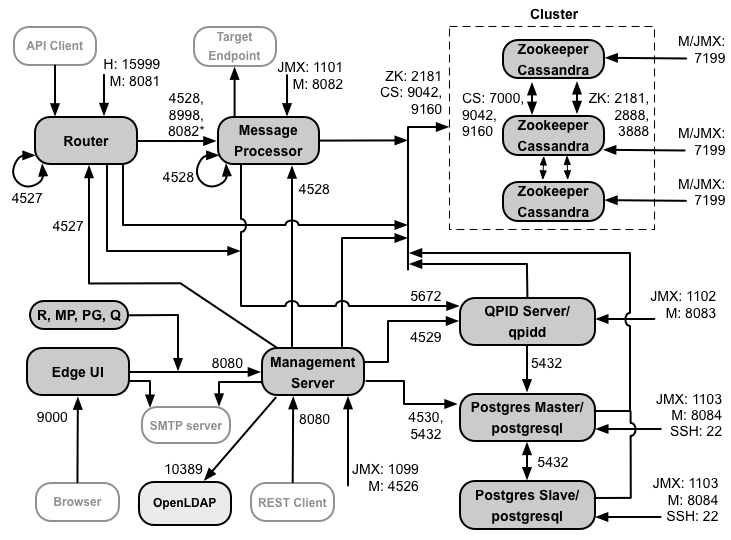 Cluster
API Client
Target
Endpoint
H: 15999
M: 8081
JMX: 1101
M: 8082
ZK: 2181
CS: 9042,
9160
Zookeeper
Cassandra
M/JMX:
7199
4528,
8998,
8082*
CS: 7000,
9042,
9160
ZK: 2181,
2888,
3888
Router
Message
Processor
Zookeeper
Cassandra
M/JMX:
7199
4527
4528
4528
Zookeeper
Cassandra
M/JMX:
7199
4527
5672
R, MP, PG, Q
QPID Server/
qpidd
JMX: 1102
M: 8083
4529
Edge UI
8080
Management
Server
5432
9000
SMTP server
8080
4530,
5432
Postgres Master/
postgresql
JMX: 1103
M: 8084
SSH: 22
10389
JMX: 1099
M: 4526
5432
Browser
OpenLDAP
REST Client
Postgres Slave/
postgresql
JMX: 1103
M: 8084
SSH: 22